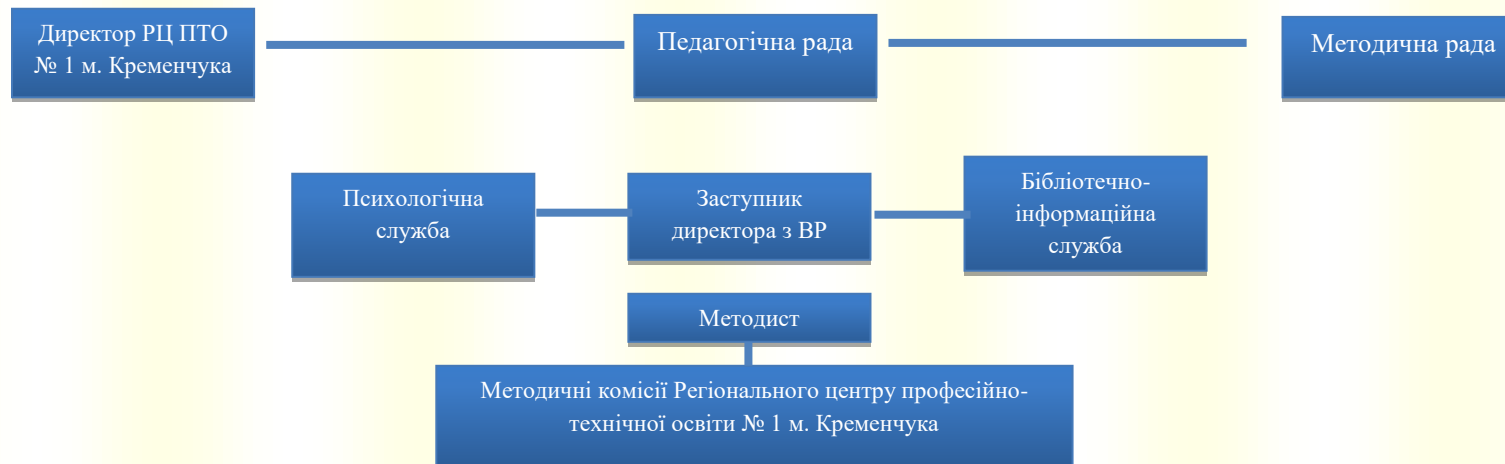 Директор РЦ ПТО
№ 1 м. Кременчука
Педагогічна рада
Методична рада
Психологічна
служба
Заступник
директора з ВР
Бібліотечно-
інформаційна
служба
Методист
Методичні комісії Регіонального центру професійно-
технічної освіти № 1 м. Кременчука